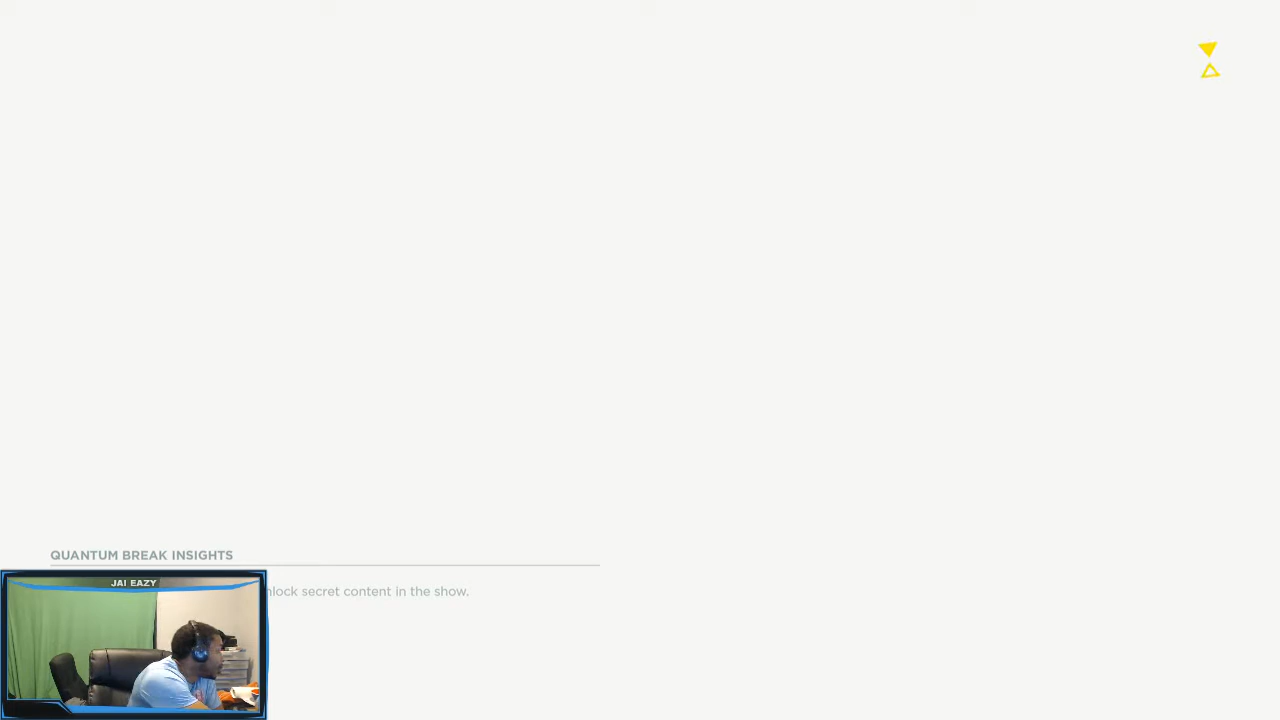 QUANTUM BREAK INSIGHTS
nlock secret content in the show.
JAI EAZY